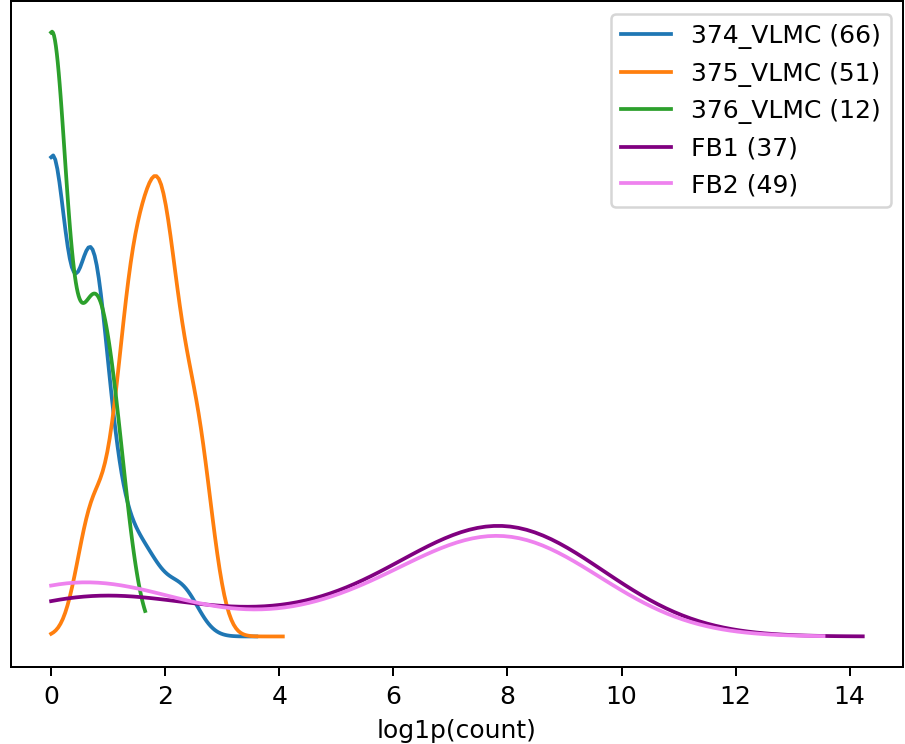 374_VLMC (66)
375_VLMC (51)
376_VLMC (12)
FB1 (37)
FB2 (49)
0 2 4 6 8 10 12 14
log1p(count)